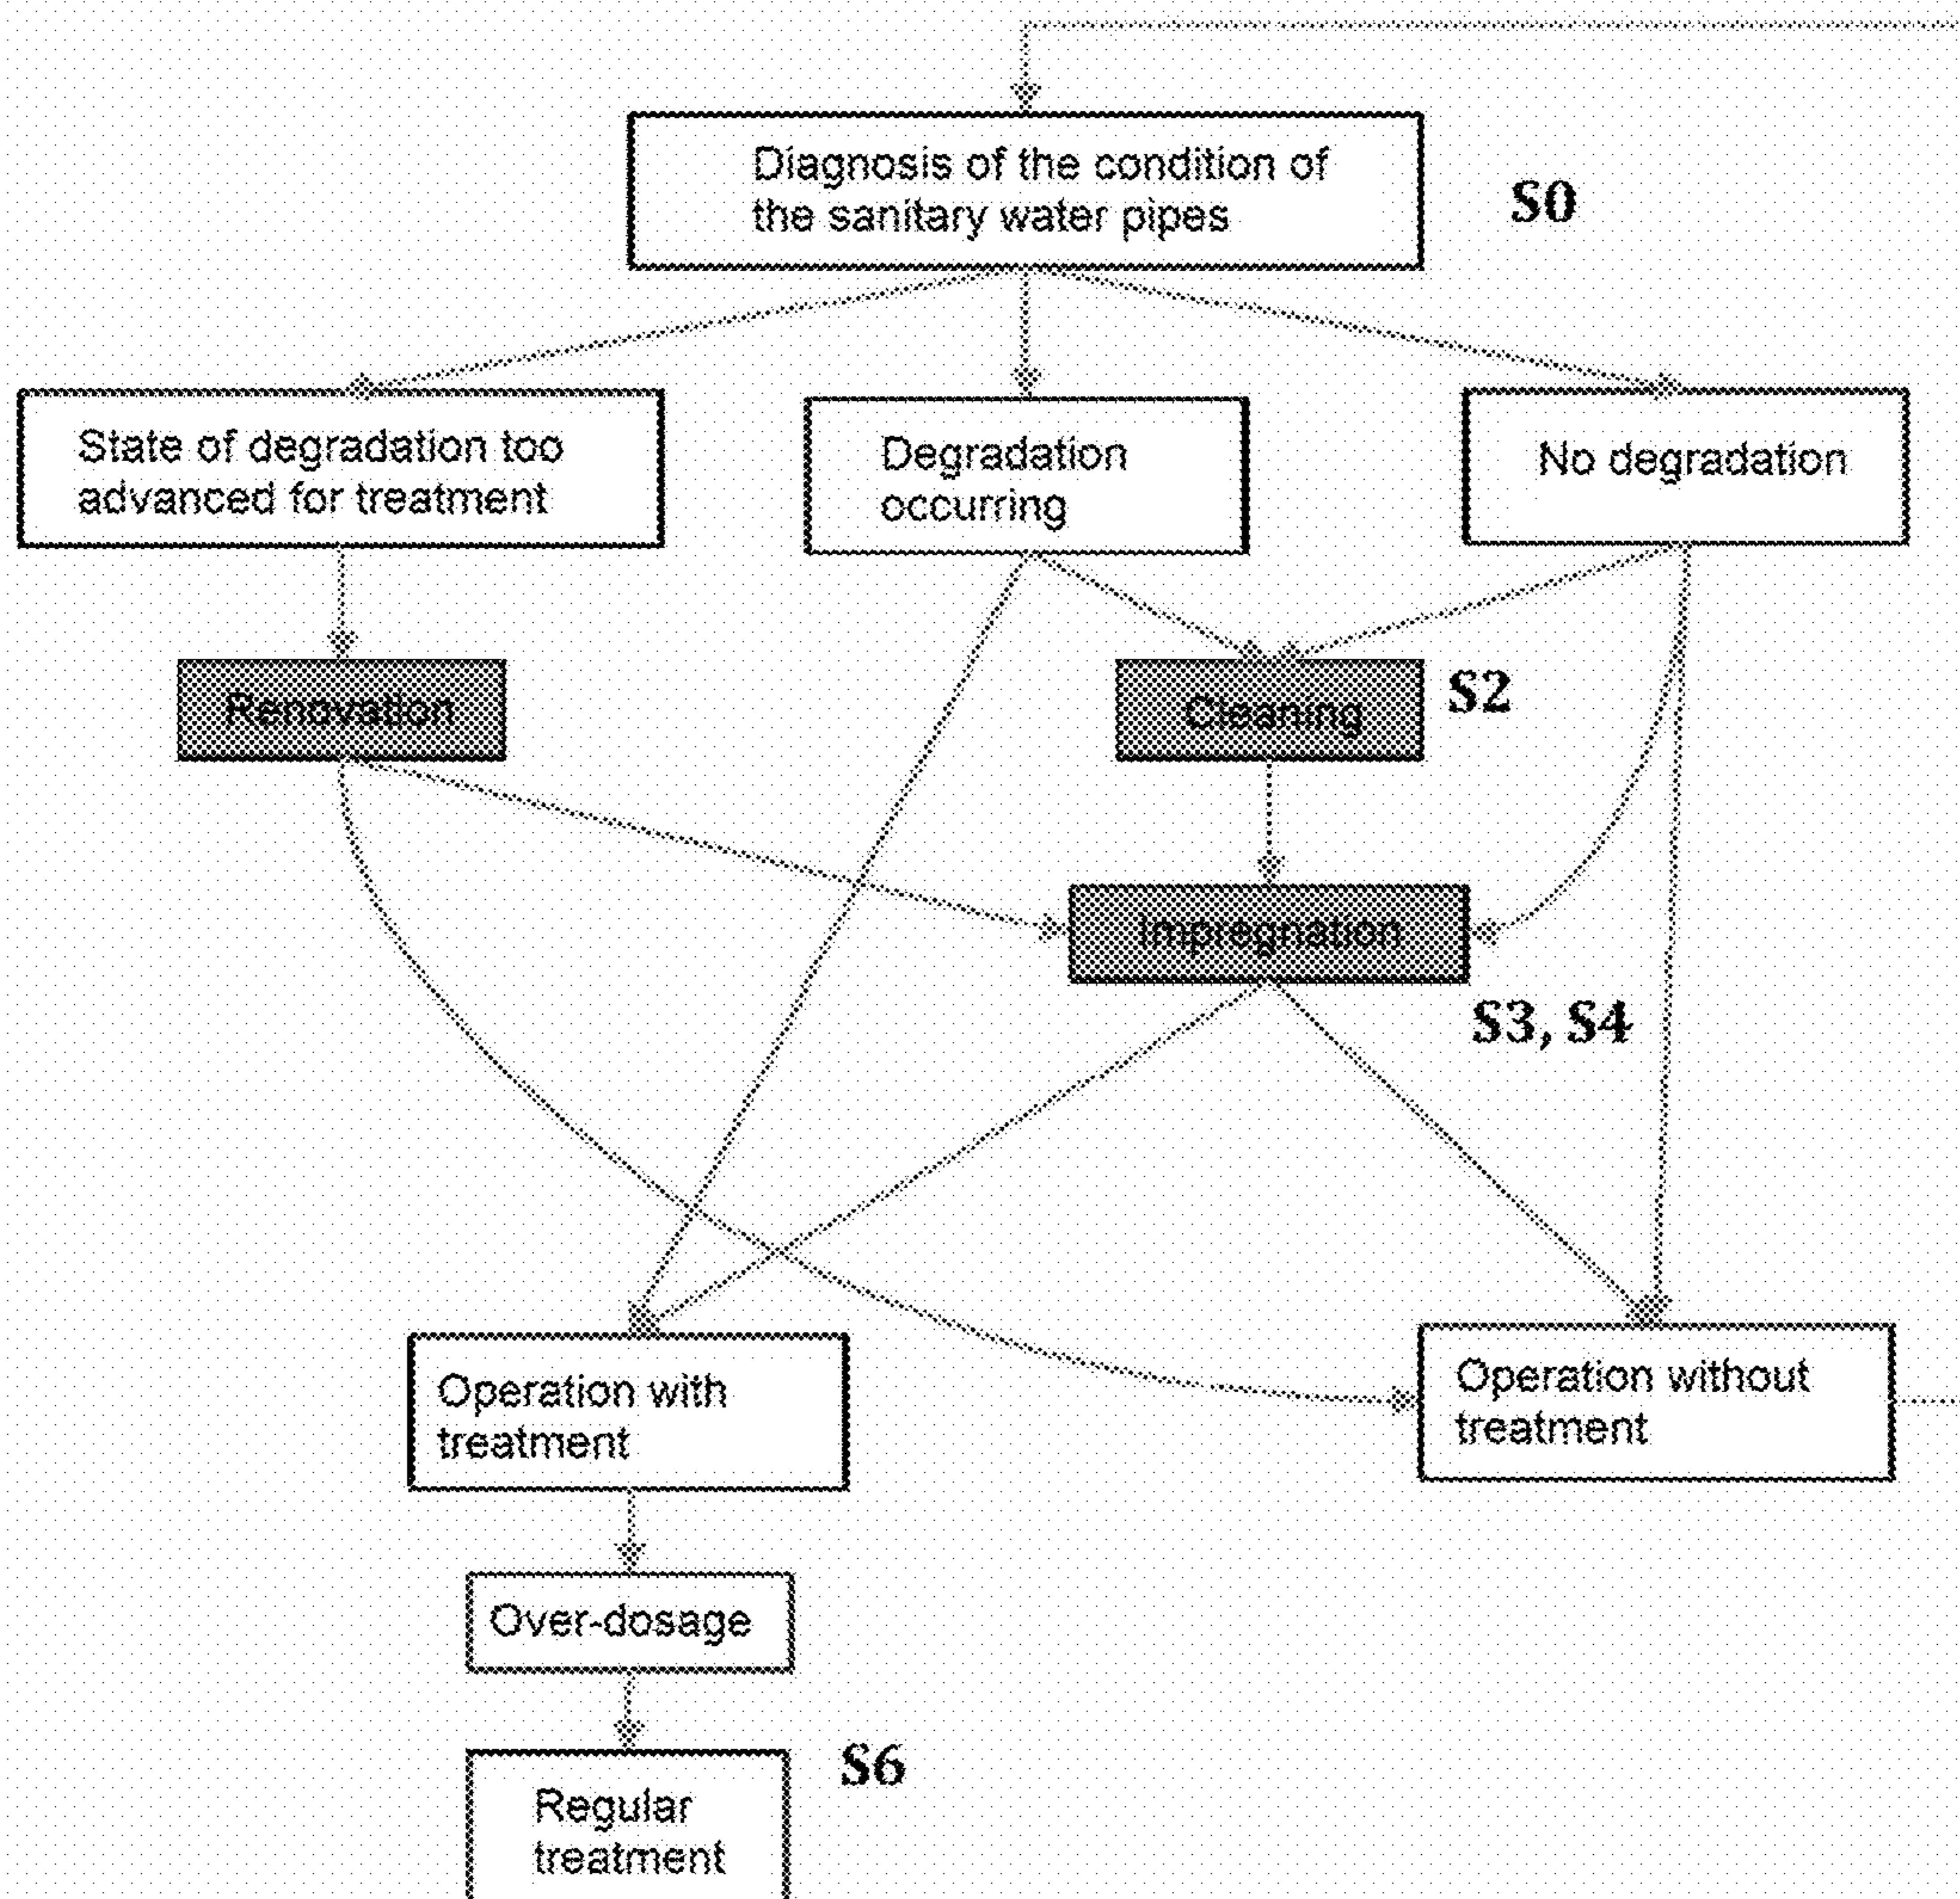 Diagnosis of the condition of
the sanitary water pipes
S0
State of degradation too
advanced for treatment
Degradation
occurring
No degradation
Renovation
Cleaning
S2
Impregnation
S3, S4
Operation with
treatment
Operation without
treatment
Over-dosage
S6
Regular
treatment